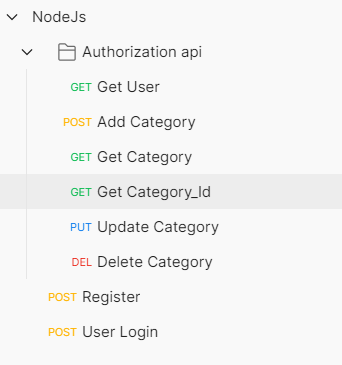 NodeJs
Authorization api
GET Get User
POST Add Category
GET Get Category
GET Get Category_Id
PUT Update Category
DEL Delete Category
POST Register
POST User Login